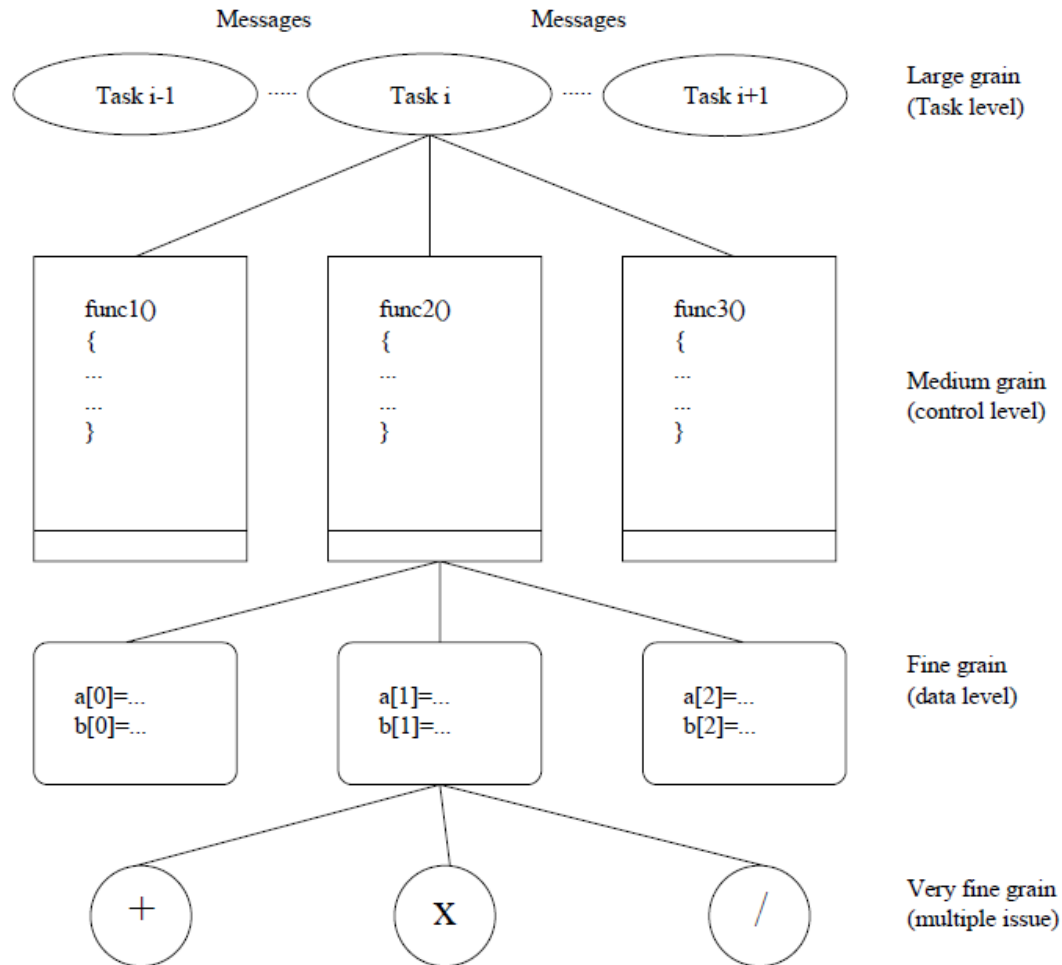 Messages
Messages
Task i-1
.....
Task i
.....
Task i+1
Large grain
(Task level)
func1()
{
...
...
}
func2()
{
...
...
}
func3()
{
...
...
}
Medium grain
(control level)
a[0]=...
b[0]=...
a[1]=...
b[1]=...
a[2]=...
b[2]=...
Fine grain
(data level)
+
x
/
Very fine grain
(multiple issue)